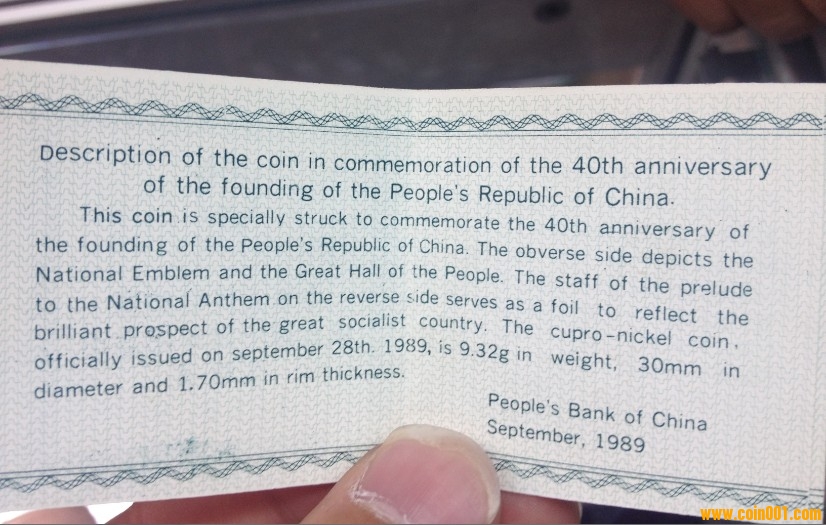 Description of the coin in commemoration of the 40th anniversary
of the founding of the People's Republic of China.
This coin is specially struck to commemorate the 40th anniversary of
the founding of the People's Republic of China. The obverse side depicts the
National Emblem and the Great Hall of the People. The staff of the prelude
to the National Anthem on the reverse side serves as a foil to reflect the
brilliant prospect of the great socialist country. The cupro-nickel coin,
officially issued on september 28th. 1989, is 9.32g in weight, 30mm in
diameter and 1.70mm in rim thickness.
People's Bank of China
September, 1989
www.coin001.com